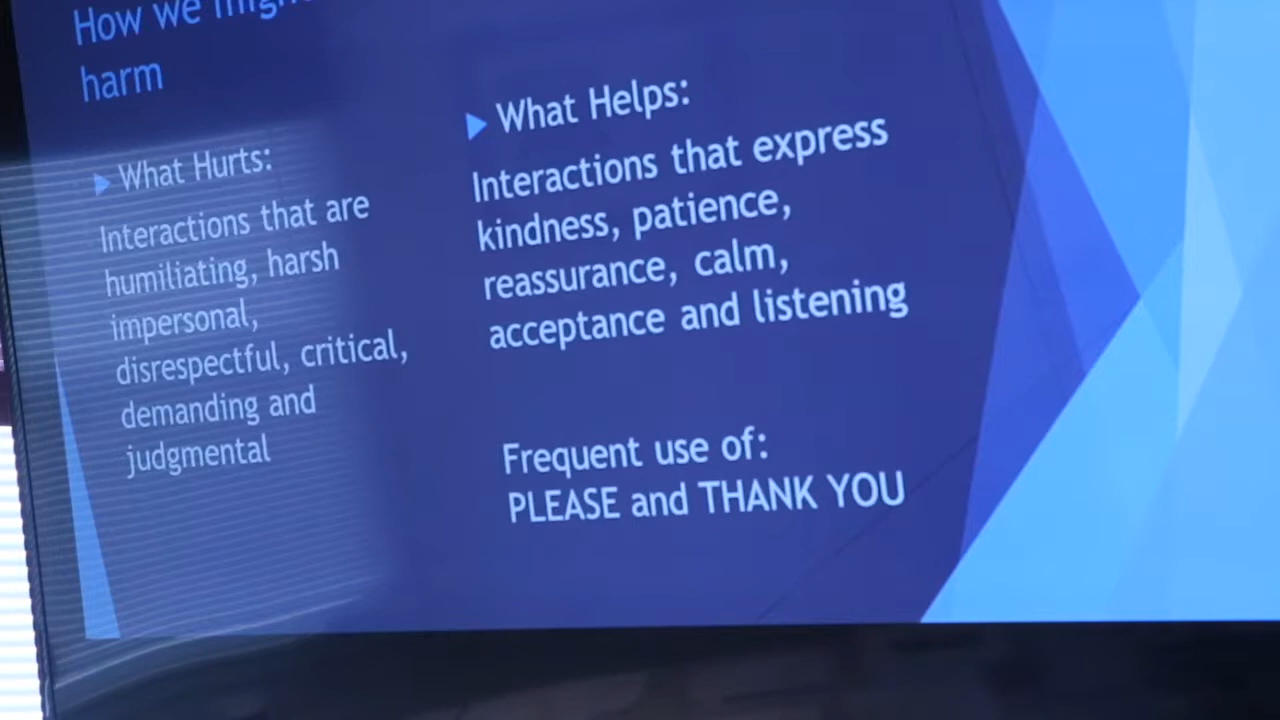 How we might
harm
What Hurts:
Interactions that are
humiliating, harsh
impersonal,
disrespectful, critical,
demanding and
judgmental
What Helps:
Interactions that express
kindness, patience,
reassurance, calm,
acceptance and listening
Frequent use of:
PLEASE and THANK YOU